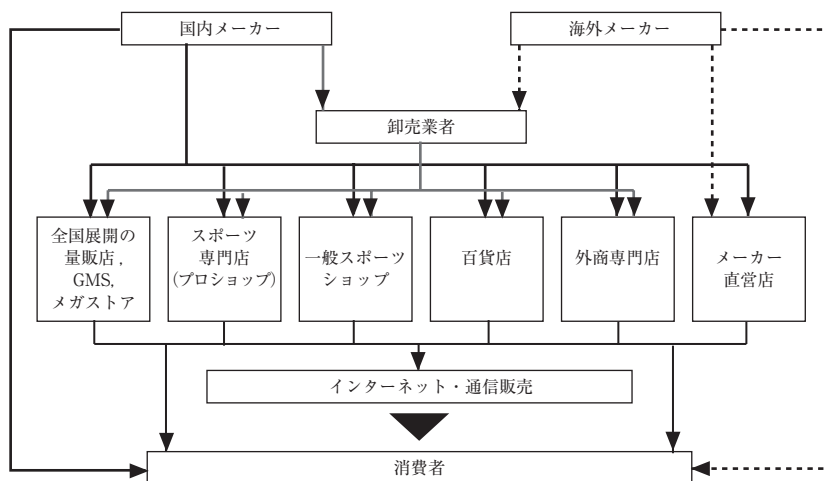 国内メーカー
海外メーカー
卸売業者
全国展開の
量販店,
GMS,
メガストア
スポーツ
専門店
(プロショップ)
一般スポーツ
ショップ
百貨店
外商専門店
メーカー
直営店
インターネット・通信販売
消費者